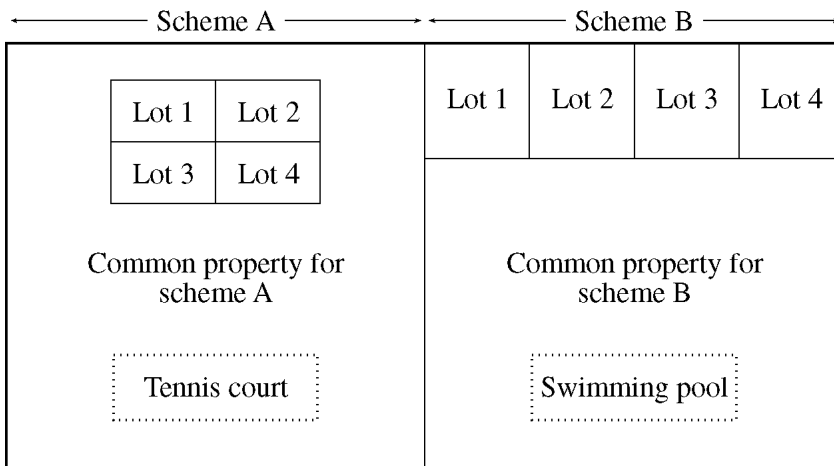 Scheme A
Scheme B
Lot 1
Lot 2
Lot 3
Lot 4
Common property for
scheme A
Tennis court
Lot 1
Lot 2
Lot 3
Lot 4
Common property for
scheme B
Swimming pool